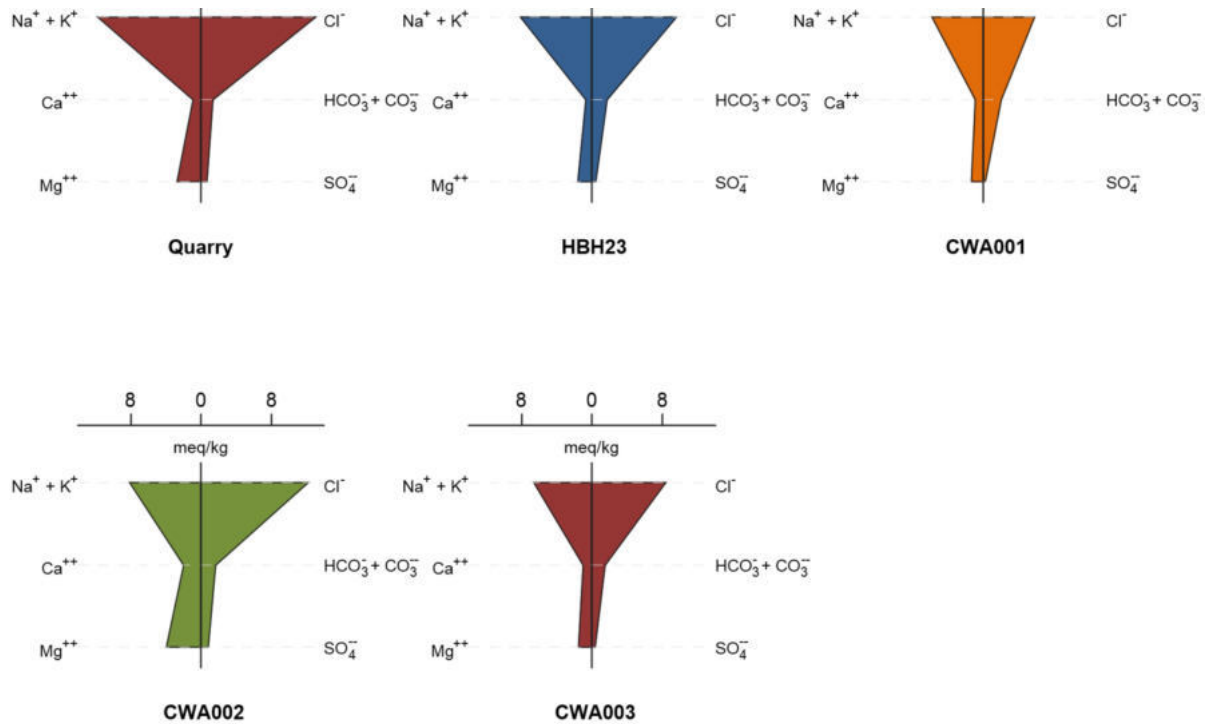 Na⁺ + K⁺ Cl⁻ Na⁺ + K⁺ Cl⁻ Na⁺ + K⁺ Cl⁻
Ca⁺⁺ HCO₃⁻ + CO₃⁻⁻ Ca⁺⁺ HCO₃⁻ + CO₃⁻⁻ Ca⁺⁺ HCO₃⁻ + CO₃⁻⁻
Mg⁺⁺ SO₄⁻⁻ Mg⁺⁺ SO₄⁻⁻ Mg⁺⁺ SO₄⁻⁻
Quarry HBH23 CWA001
8 0 8 8 0 8
meq/kg meq/kg
Na⁺ + K⁺ Cl⁻ Na⁺ + K⁺ Cl⁻
Ca⁺⁺ HCO₃⁻ + CO₃⁻⁻ Ca⁺⁺ HCO₃⁻ + CO₃⁻⁻
Mg⁺⁺ SO₄⁻⁻ Mg⁺⁺ SO₄⁻⁻
CWA002 CWA003